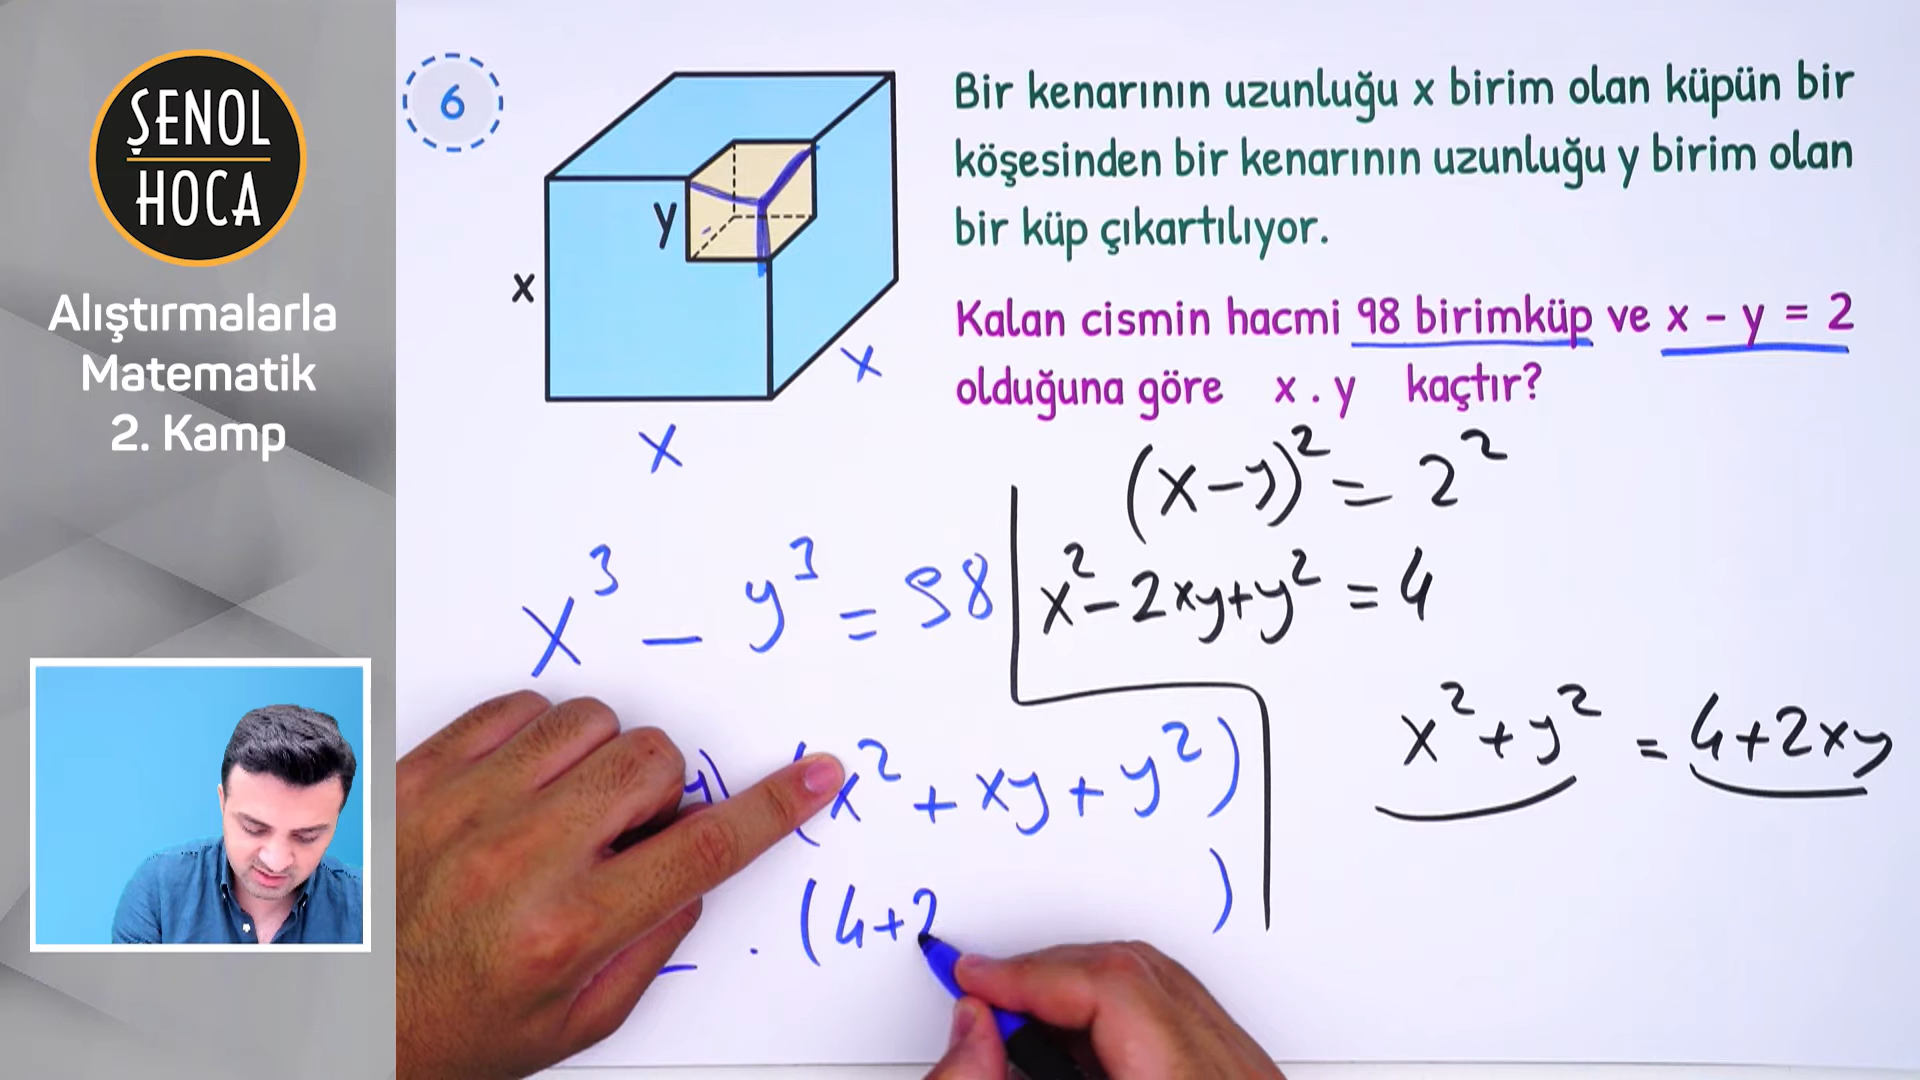 ŞENOL
HOCA
Alıştırmalarla
Matematik
2. Kamp
6
y
x
x
x
Bir kenarının uzunluğu x birim olan küpün bir
köşesinden bir kenarının uzunluğu y birim olan
bir küp çıkartılıyor.
Kalan cismin hacmi 98 birimküp ve x - y = 2
olduğuna göre x . y kaçtır?
(x-y)² = 2²
x³ - y³ = 98
x² - 2xy + y² = 4
x² + y² = 4 + 2xy
y) (x² + xy + y²)
. (4+2 )